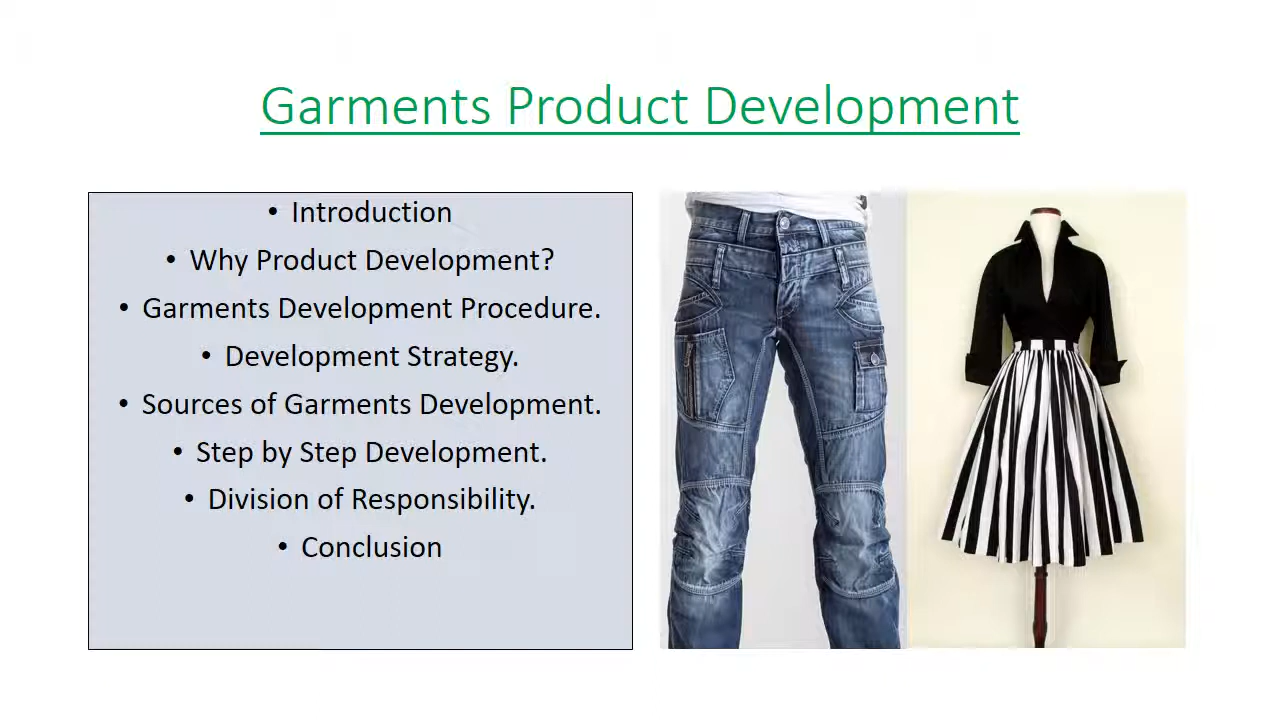 Garments Product Development
• Introduction
• Why Product Development?
• Garments Development Procedure.
• Development Strategy.
• Sources of Garments Development.
• Step by Step Development.
• Division of Responsibility.
• Conclusion